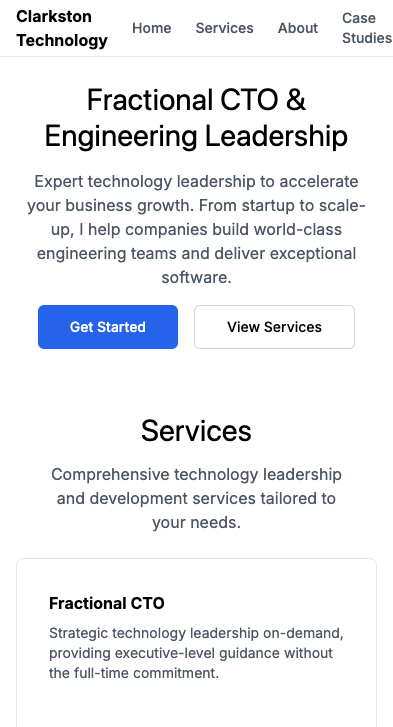 Clarkston
Technology
Home
Services
About
Case
Studies
Fractional CTO &
Engineering Leadership
Expert technology leadership to accelerate
your business growth. From startup to scale-
up, I help companies build world-class
engineering teams and deliver exceptional
software.
Get Started
View Services
Services
Comprehensive technology leadership
and development services tailored to
your needs.
Fractional CTO
Strategic technology leadership on-demand,
providing executive-level guidance without
the full-time commitment.